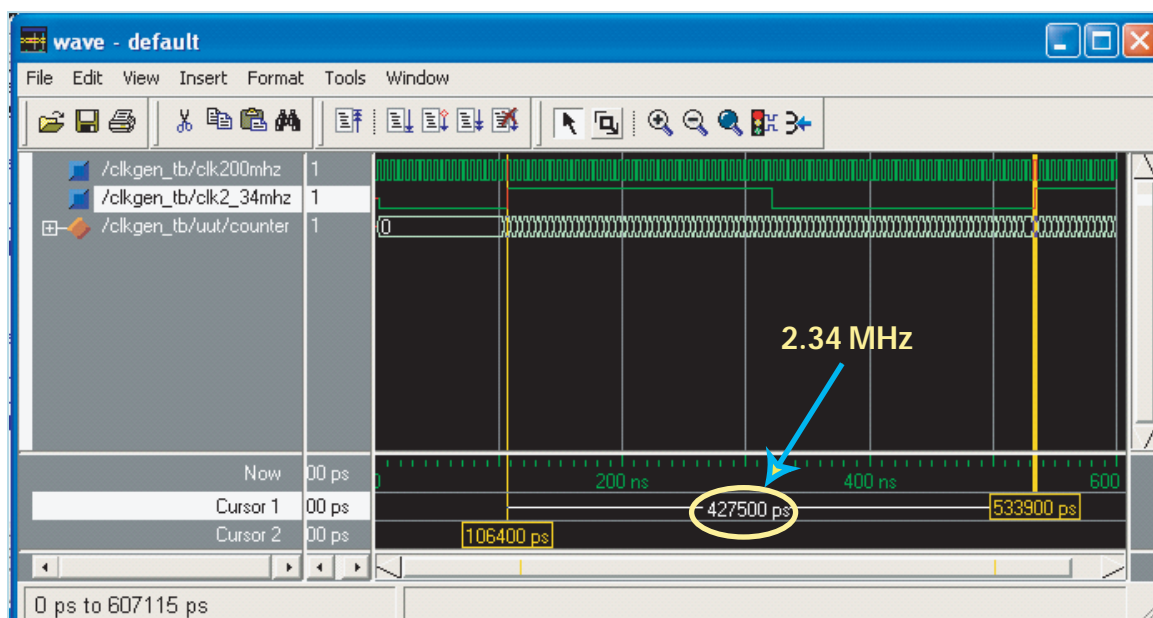 wave - default
File Edit View Insert Format Tools Window
/clkgen_tb/clk200mhz 1
/clkgen_tb/clk2_34mhz 1
/clkgen_tb/uut/counter 1
0
2.34 MHz
Now 00 ps
0 200 ns 400 ns 600
Cursor 1 00 ps
427500 ps 533900 ps
Cursor 2 00 ps
106400 ps
0 ps to 607115 ps